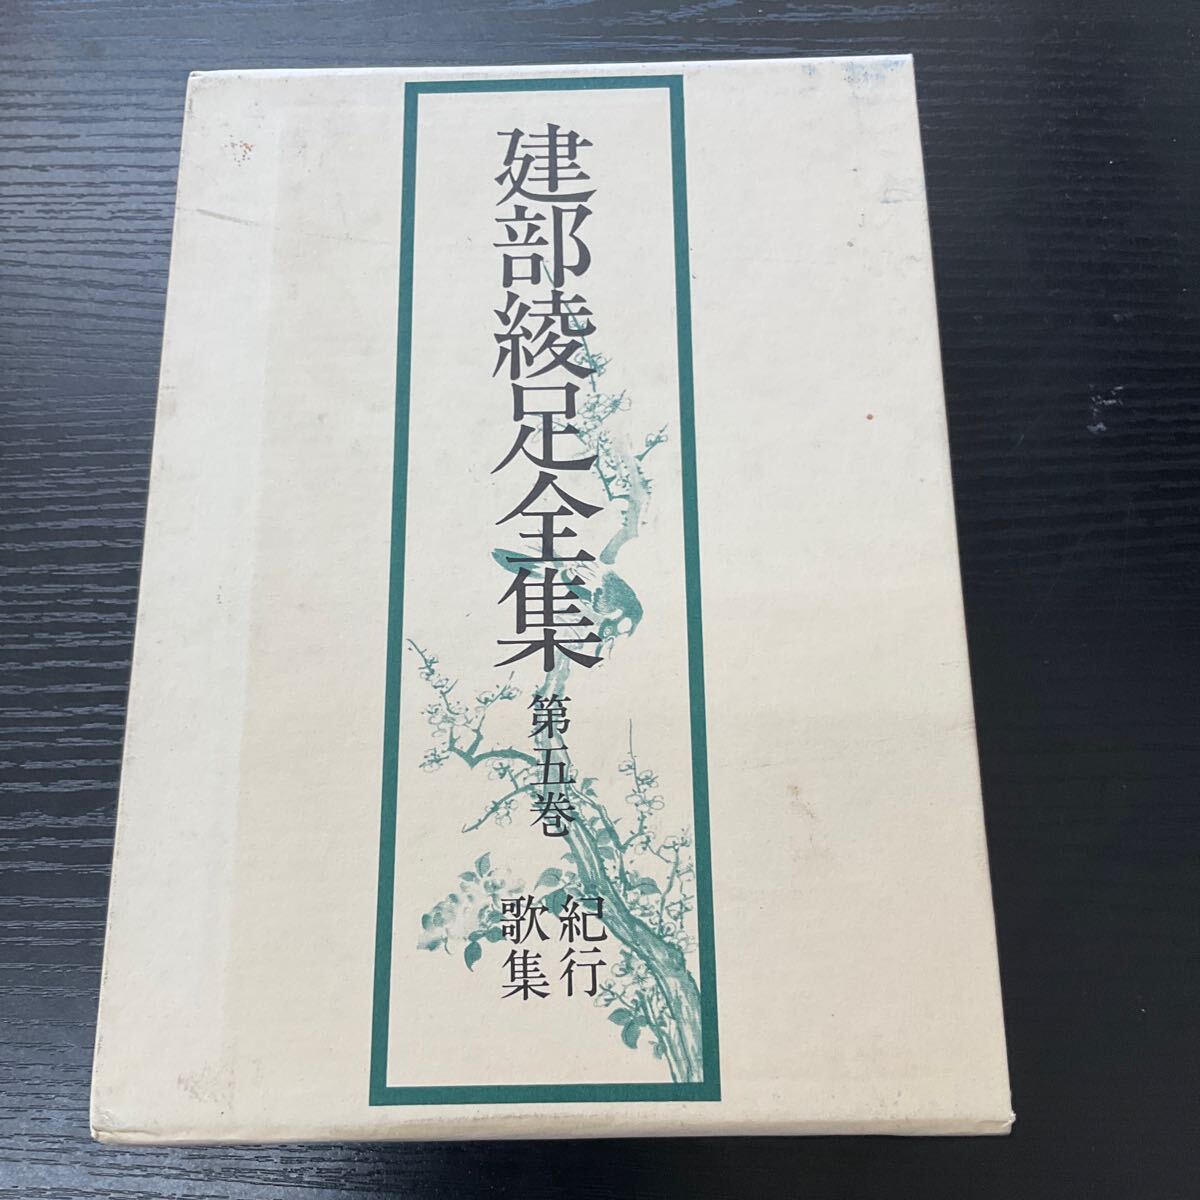 建部綾足全集
第五巻
紀行
歌集